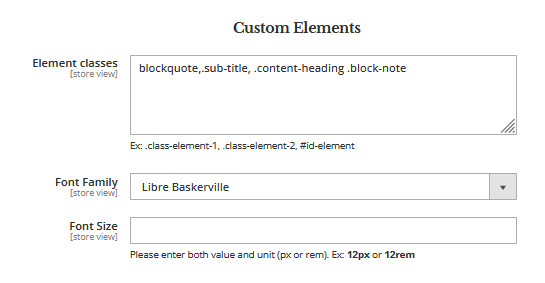 Custom Elements
Element classes
[store view]
blockquote,.sub-title, .content-heading .block-note
Ex: .class-element-1, .class-element-2, #id-element
Font Family
[store view]
Libre Baskerville
Font Size
[store view]
Please enter both value and unit (px or rem). Ex: 12px or 12rem